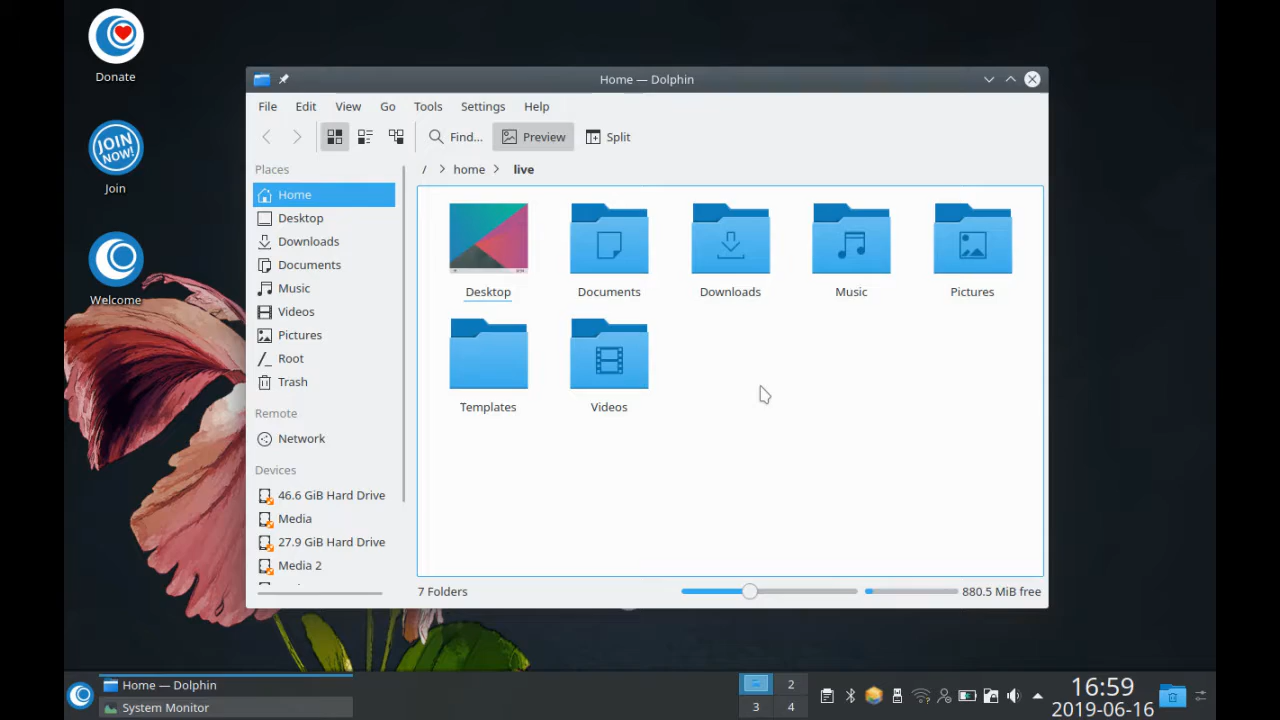 Donate
JOIN NOW!
Join
Welcome
Home — Dolphin
File Edit View Go Tools Settings Help
Find... Preview Split
/ > home > live
Places
Home
Desktop
Downloads
Documents
Music
Videos
Pictures
Root
Trash
Remote
Network
Devices
46.6 GiB Hard Drive
Media
27.9 GiB Hard Drive
Media 2
Desktop Documents Downloads Music Pictures
Templates Videos
7 Folders 880.5 MiB free
Home — Dolphin
System Monitor
2
3 4
16:59
2019-06-16